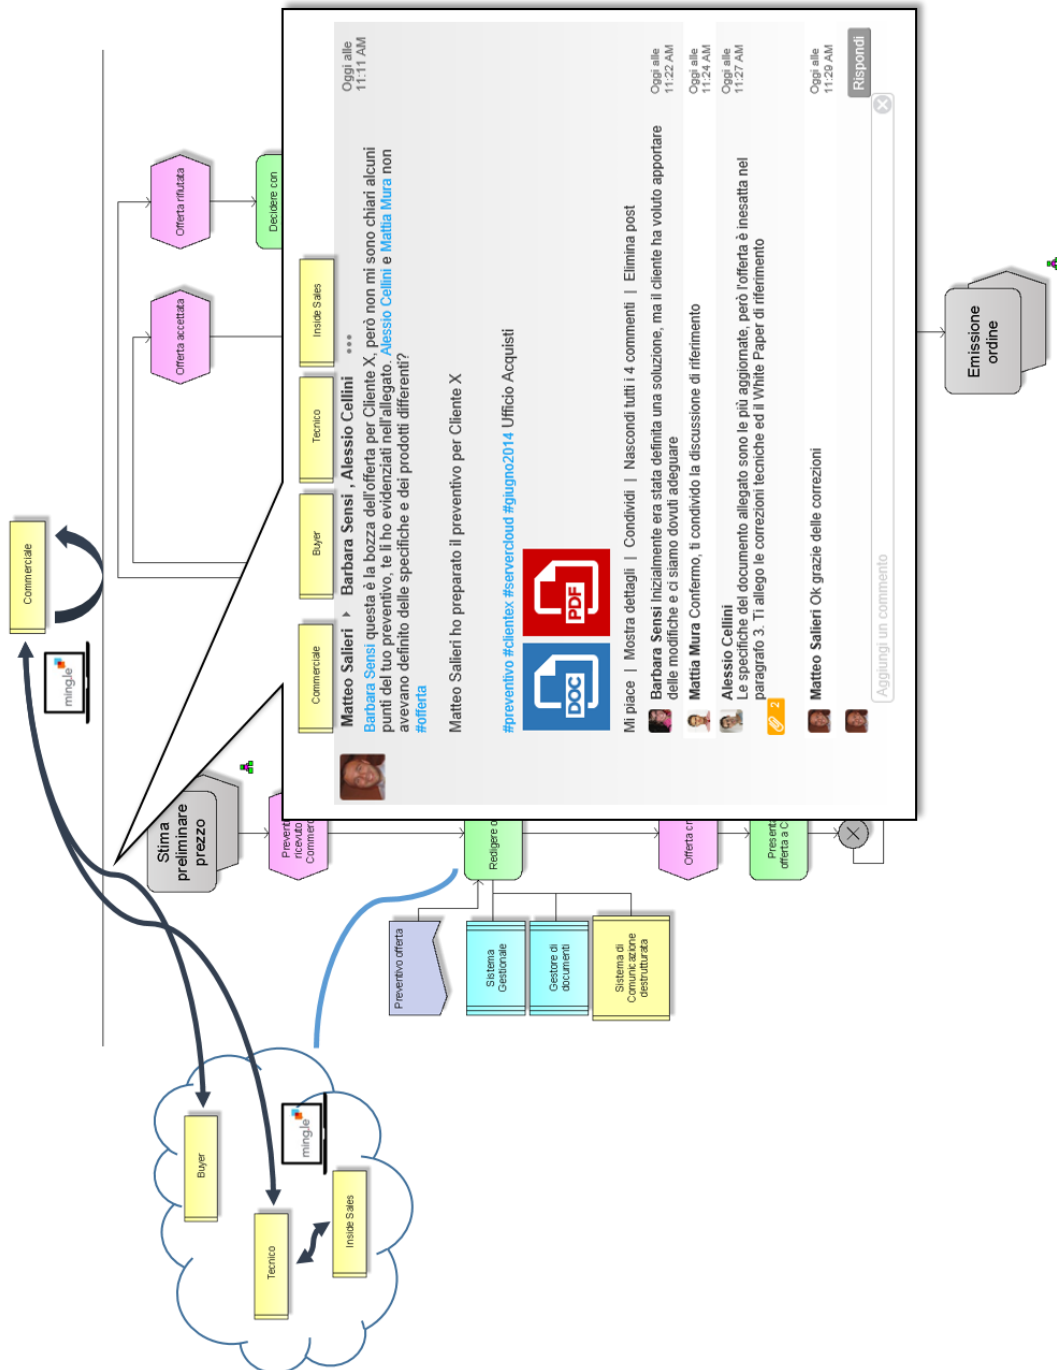 Commerciale
ming.le
Offerta rifiutata
Offerta accettata
Decidere con
Stima
preliminare
prezzo
ricevuto
Redigere
Offerta
offerta a
Emissione
ordine
Preventivo offerta
Sistema
Gestionale
Gestore di
documenti
Sistema di
Comunicazione
destrutturata
Buyer
Tecnico
Inside Sales
ming.le
Commerciale
Buyer
Tecnico
Inside Sales
Matteo Salieri Barbara Sensi , Alessio Cellini ...
Oggi alle
11:11 AM
Barbara Sensi questa è la bozza dell'offerta per Cliente X, però non mi sono chiari alcuni
punti del tuo preventivo, te li ho evidenziati nell'allegato. Alessio Cellini e Mattia Mura non
avevano definito delle specifiche e dei prodotti differenti?
#offerta
Matteo Salieri ho preparato il preventivo per Cliente X
#preventivo #clientex #servercloud #giugno2014 Ufficio Acquisti
DOC
PDF
Mi piace | Mostra dettagli | Condividi | Nascondi tutti i 4 commenti | Elimina post
Barbara Sensi Inizialmente era stata definita una soluzione, ma il cliente ha voluto apportare
delle modifiche e ci siamo dovuti adeguare
Oggi alle
11:22 AM
Mattia Mura Confermo, ti condivido la discussione di riferimento
Oggi alle
11:24 AM
Alessio Cellini
Le specifiche del documento allegato sono le più aggiornate, però l'offerta è inesatta nel
paragrafo 3. Ti allego le correzioni tecniche ed il White Paper di riferimento
Oggi alle
11:27 AM
2
Matteo Salieri Ok grazie delle correzioni
Oggi alle
11:29 AM
Rispondi
Aggiungi un commento